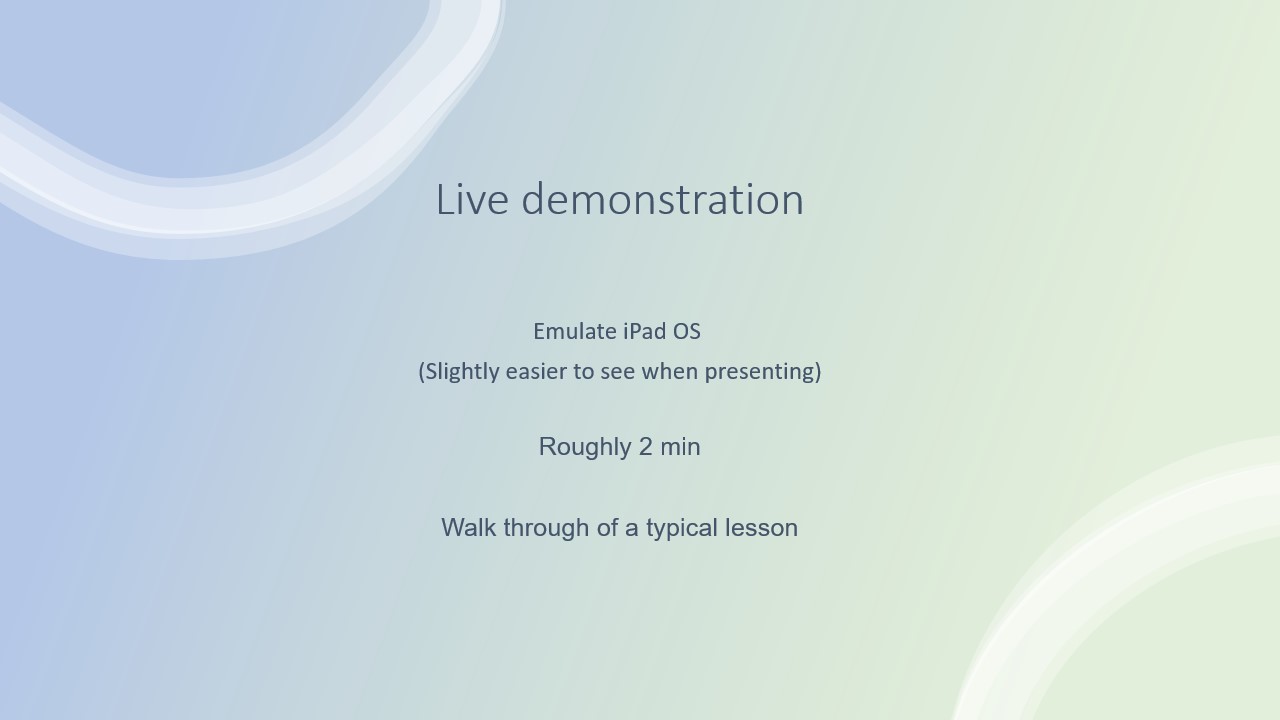 Live demonstration
Emulate iPad OS
(Slightly easier to see when presenting)
Roughly 2 min
Walk through of a typical lesson